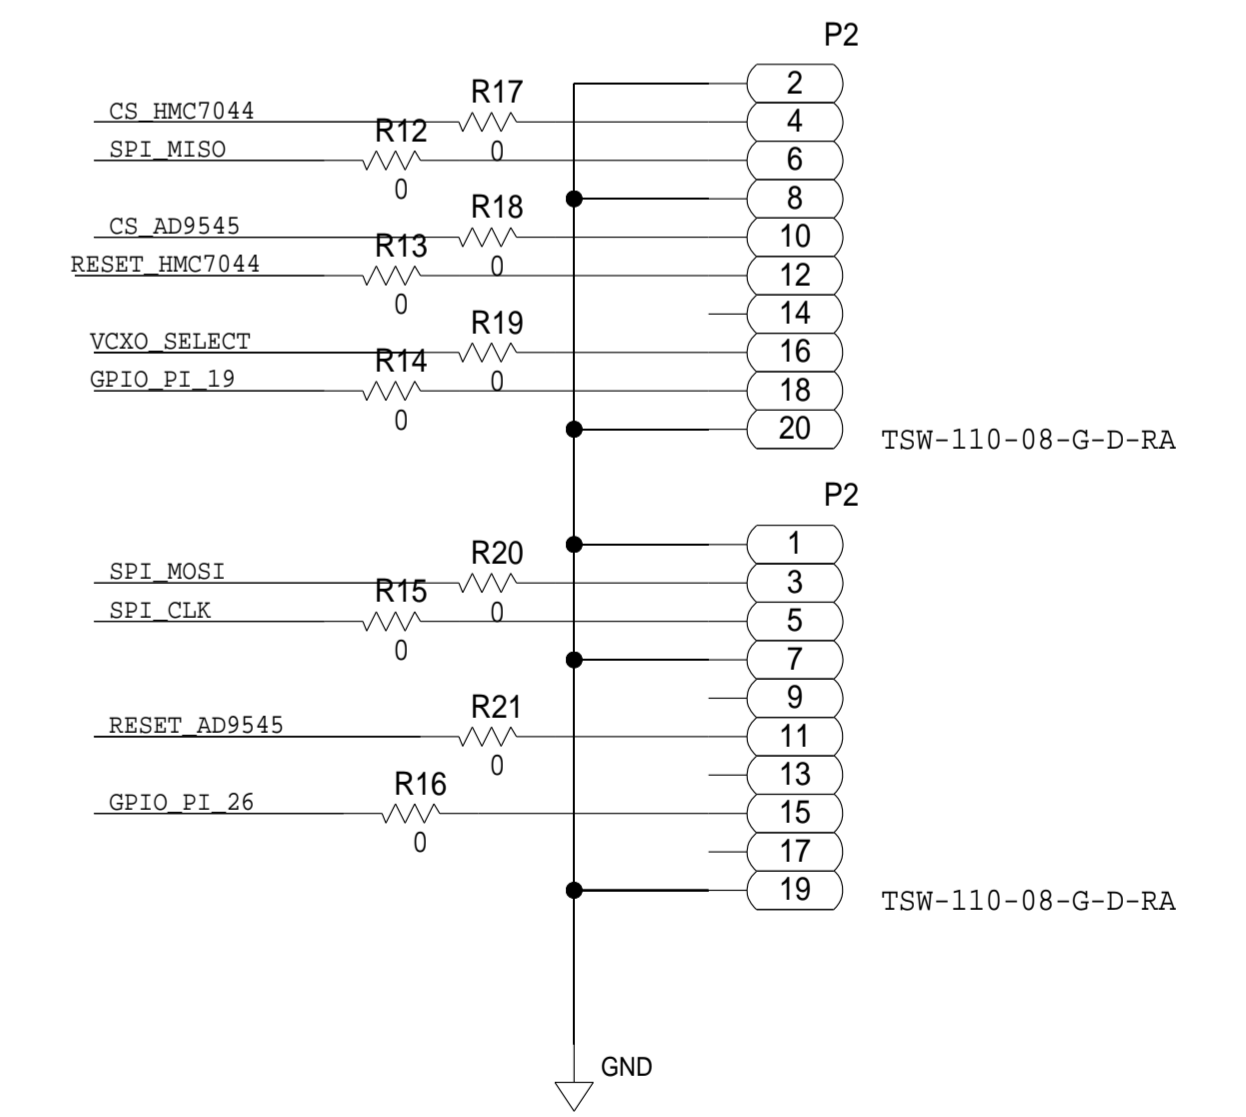 P2
2
CS_HMC7044 R17 0 4
SPI_MISO R12 0 6
8
CS_AD9545 R18 0 10
RESET_HMC7044 R13 0 12
14
VCXO_SELECT R19 0 16
GPIO_PI_19 R14 0 18
20 TSW-110-08-G-D-RA
P2
1
SPI_MOSI R20 0 3
SPI_CLK R15 0 5
7
9
RESET_AD9545 R21 0 11
13
GPIO_PI_26 R16 0 15
17
19 TSW-110-08-G-D-RA
GND